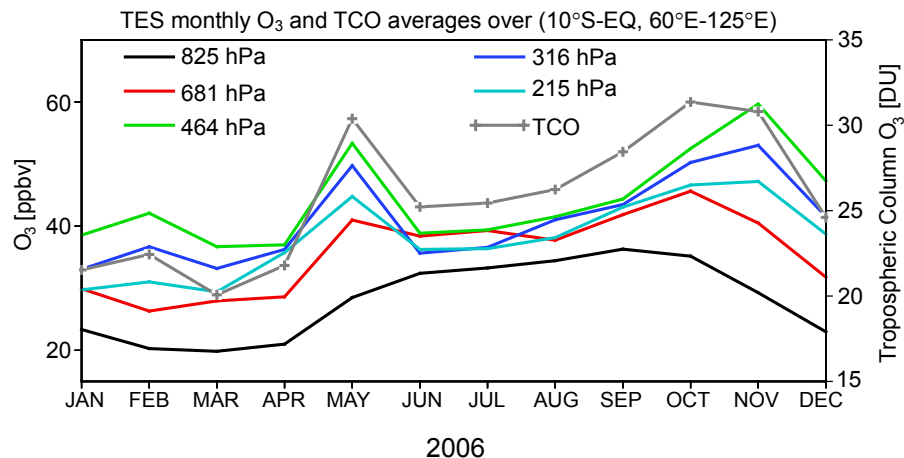 TES monthly O₃ and TCO averages over (10°S-EQ, 60°E-125°E)
825 hPa
681 hPa
464 hPa
316 hPa
215 hPa
TCO
O₃ [ppbv]
60
40
20
35
30
25
20
15
Tropospheric Column O₃ [DU]
JAN FEB MAR APR MAY JUN JUL AUG SEP OCT NOV DEC
2006